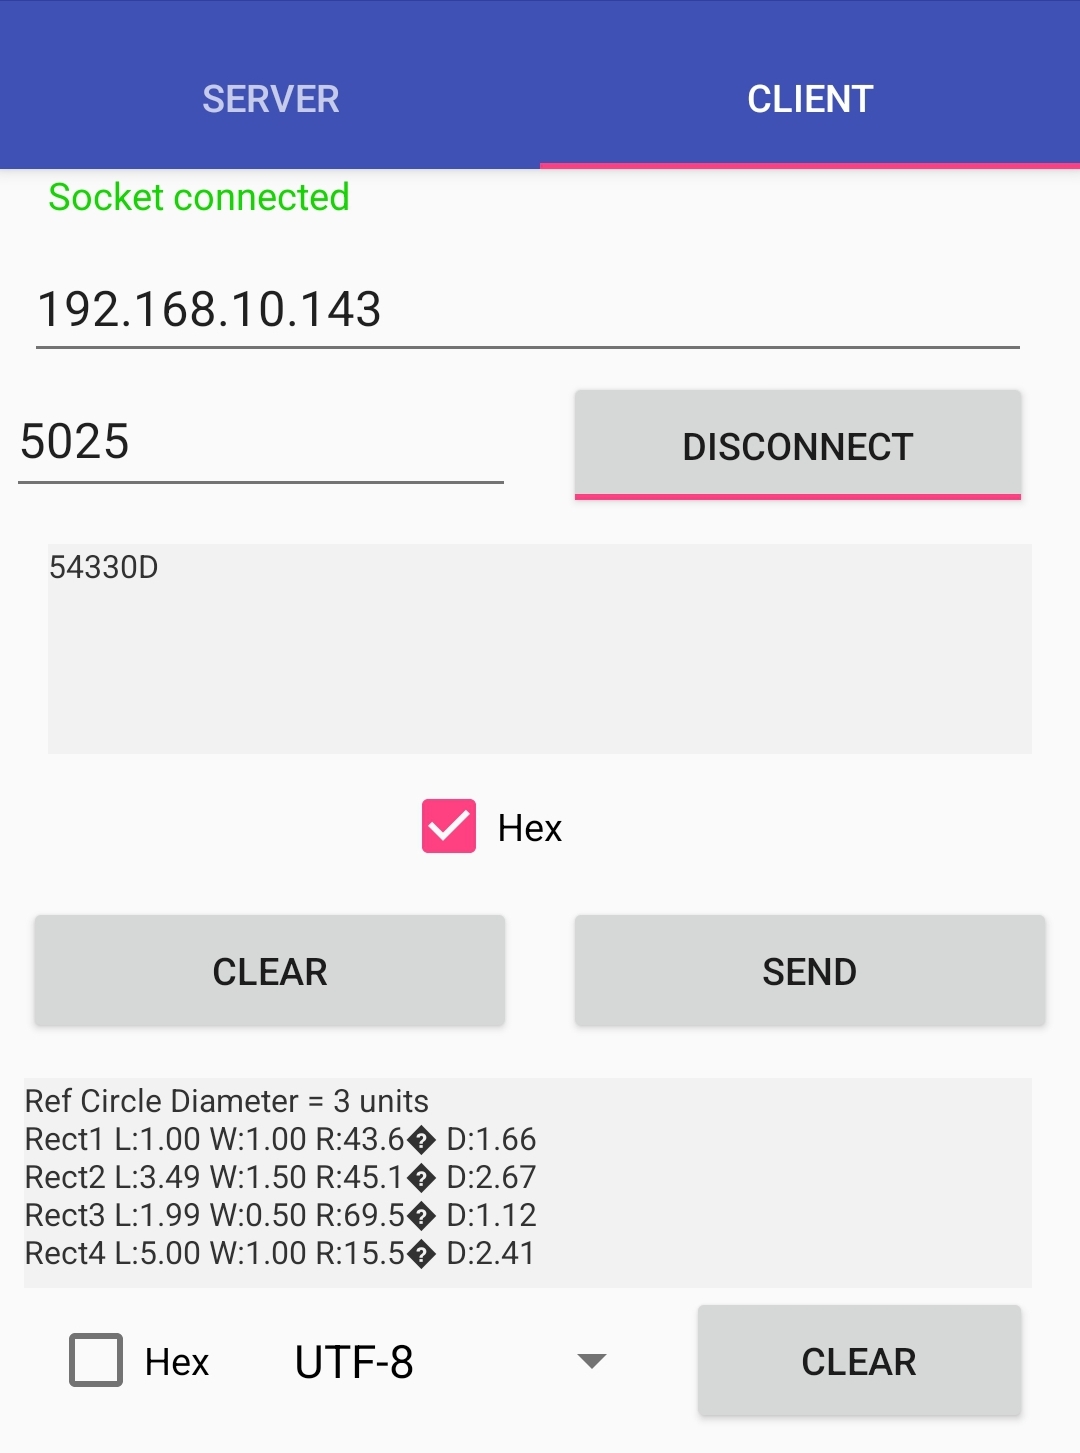 SERVER CLIENT
Socket connected
192.168.10.143
5025 DISCONNECT
54330D
Hex
CLEAR SEND
Ref Circle Diameter = 3 units
Rect1 L:1.00 W:1.00 R:43.6� D:1.66
Rect2 L:3.49 W:1.50 R:45.1� D:2.67
Rect3 L:1.99 W:0.50 R:69.5� D:1.12
Rect4 L:5.00 W:1.00 R:15.5� D:2.41
Hex UTF-8 CLEAR